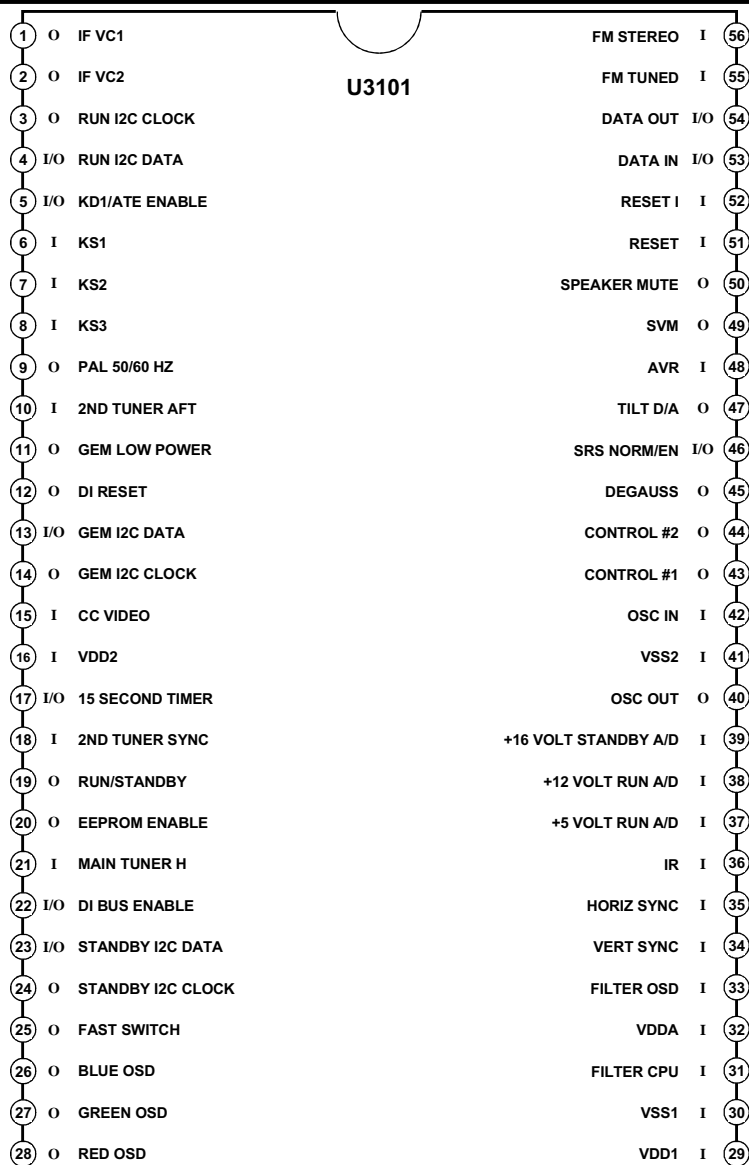 1 O IF VC1 FM STEREO I 56
2 O IF VC2 FM TUNED I 55
U3101
3 O RUN I2C CLOCK DATA OUT I/O 54
4 I/O RUN I2C DATA DATA IN I/O 53
5 I/O KD1/ATE ENABLE RESET I I 52
6 I KS1 RESET I 51
7 I KS2 SPEAKER MUTE O 50
8 I KS3 SVM O 49
9 O PAL 50/60 HZ AVR I 48
10 I 2ND TUNER AFT TILT D/A O 47
11 O GEM LOW POWER SRS NORM/EN I/O 46
12 O DI RESET DEGAUSS O 45
13 I/O GEM I2C DATA CONTROL #2 O 44
14 O GEM I2C CLOCK CONTROL #1 O 43
15 I CC VIDEO OSC IN I 42
16 I VDD2 VSS2 I 41
17 I/O 15 SECOND TIMER OSC OUT O 40
18 I 2ND TUNER SYNC +16 VOLT STANDBY A/D I 39
19 O RUN/STANDBY +12 VOLT RUN A/D I 38
20 O EEPROM ENABLE +5 VOLT RUN A/D I 37
21 I MAIN TUNER H IR I 36
22 I/O DI BUS ENABLE HORIZ SYNC I 35
23 I/O STANDBY I2C DATA VERT SYNC I 34
24 O STANDBY I2C CLOCK FILTER OSD I 33
25 O FAST SWITCH VDDA I 32
26 O BLUE OSD FILTER CPU I 31
27 O GREEN OSD VSS1 I 30
28 O RED OSD VDD1 I 29